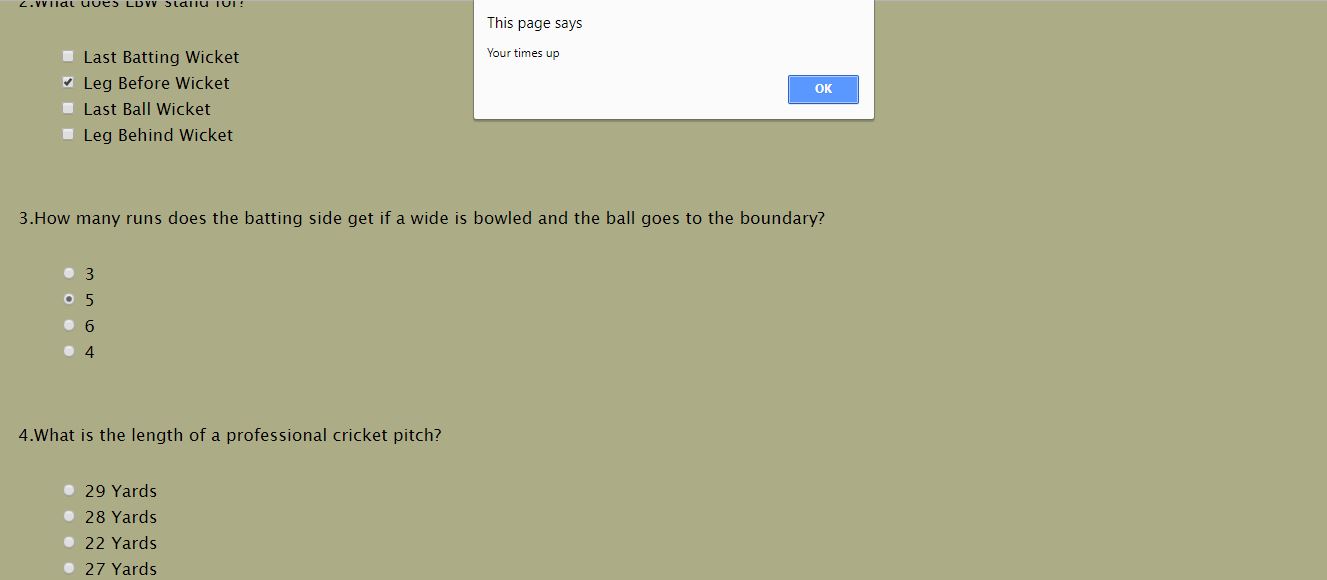 2.What does LBW stand for?
This page says
Your times up
OK
Last Batting Wicket
Leg Before Wicket
Last Ball Wicket
Leg Behind Wicket
3.How many runs does the batting side get if a wide is bowled and the ball goes to the boundary?
3
5
6
4
4.What is the length of a professional cricket pitch?
29 Yards
28 Yards
22 Yards
27 Yards